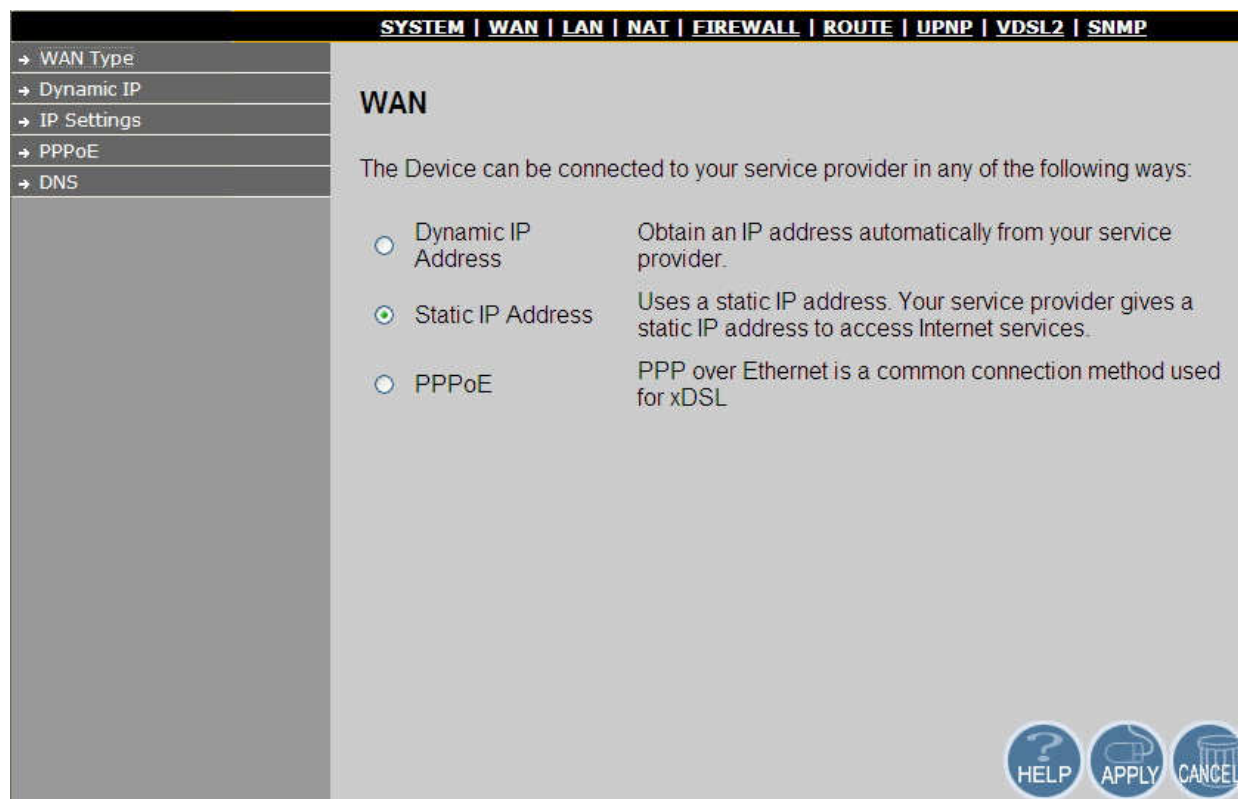 SYSTEM | WAN | LAN | NAT | FIREWALL | ROUTE | UPNP | VDSL2 | SNMP
WAN Type
Dynamic IP
IP Settings
PPPoE
DNS
WAN
The Device can be connected to your service provider in any of the following ways:
Dynamic IP
Address
Obtain an IP address automatically from your service
provider.
Static IP Address
Uses a static IP address. Your service provider gives a
static IP address to access Internet services.
PPPoE
PPP over Ethernet is a common connection method used
for xDSL
HELP
APPLY
CANCEL